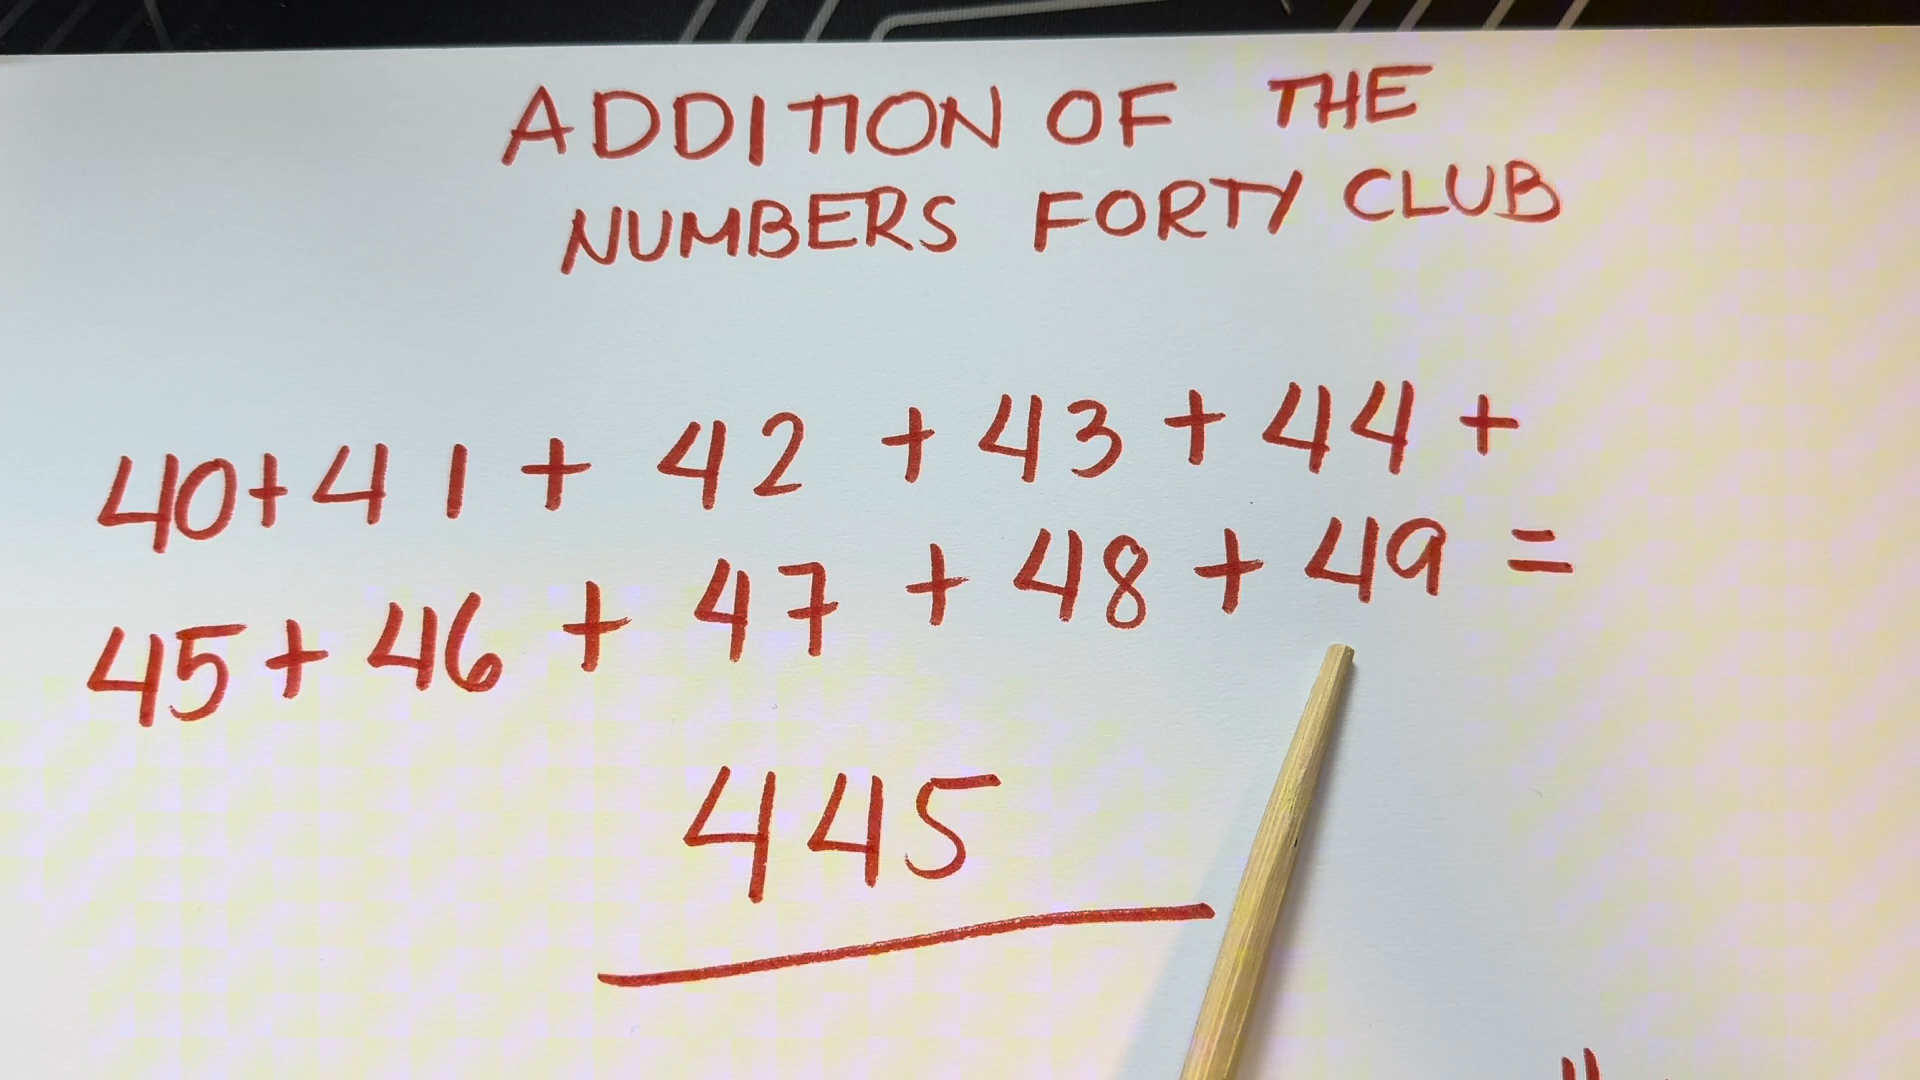 ADDITION OF THE
NUMBERS FORTY CLUB
40+41+ 42 +43+44+
45+46+ 47 +48+49 =
445